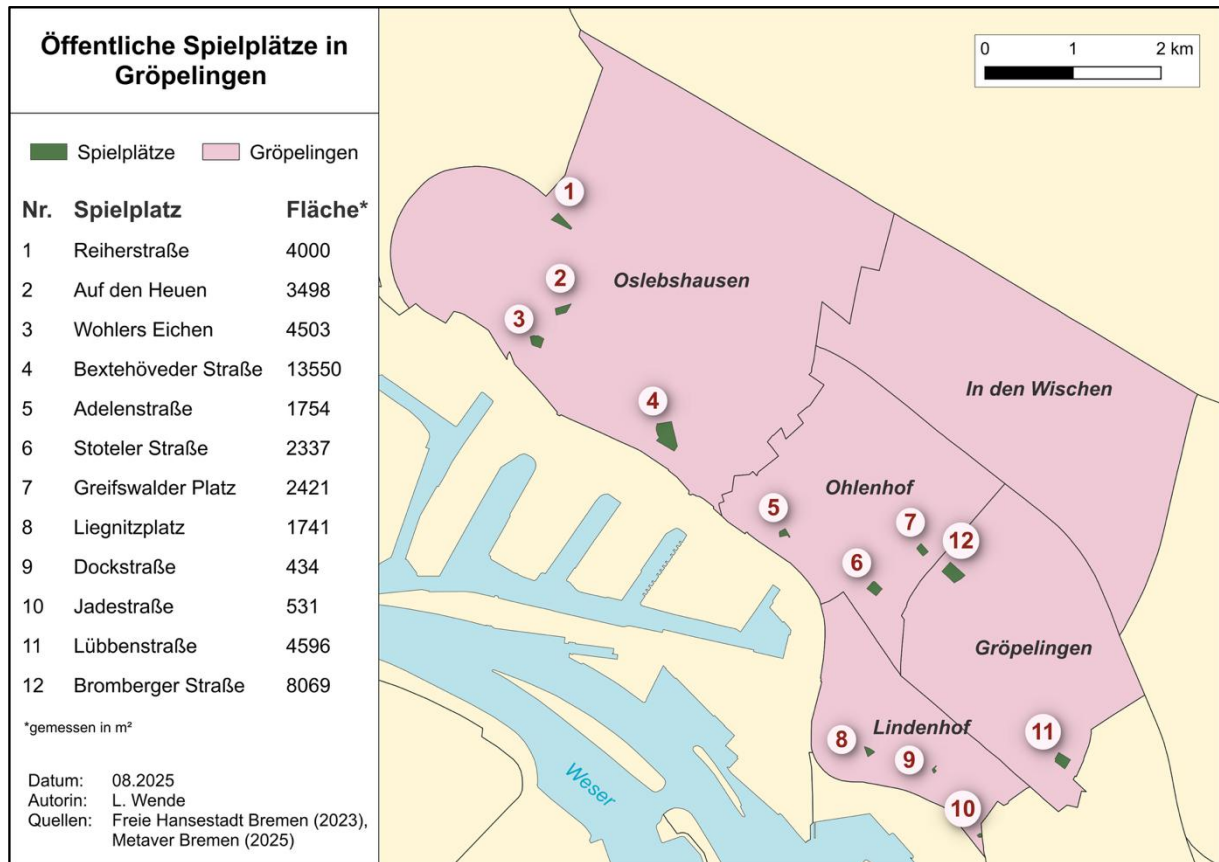 Öffentliche Spielplätze in
Gröpelingen
Spielplätze Gröpelingen
Nr. Spielplatz Fläche*
1 Reiherstraße 4000
2 Auf den Heuen 3498
3 Wohlers Eichen 4503
4 Bextehöveder Straße 13550
5 Adelenstraße 1754
6 Stoteler Straße 2337
7 Greifswalder Platz 2421
8 Liegnitzplatz 1741
9 Dockstraße 434
10 Jadestraße 531
11 Lübbenstraße 4596
12 Bromberger Straße 8069
*gemessen in m²
Datum: 08.2025
Autorin: L. Wende
Quellen: Freie Hansestadt Bremen (2023),
Metaver Bremen (2025)
0 1 2 km
1
2
Oslebshausen
3
In den Wischen
4
Ohlenhof
5
7
12
6
Gröpelingen
Lindenhof
11
8
9
Weser
10